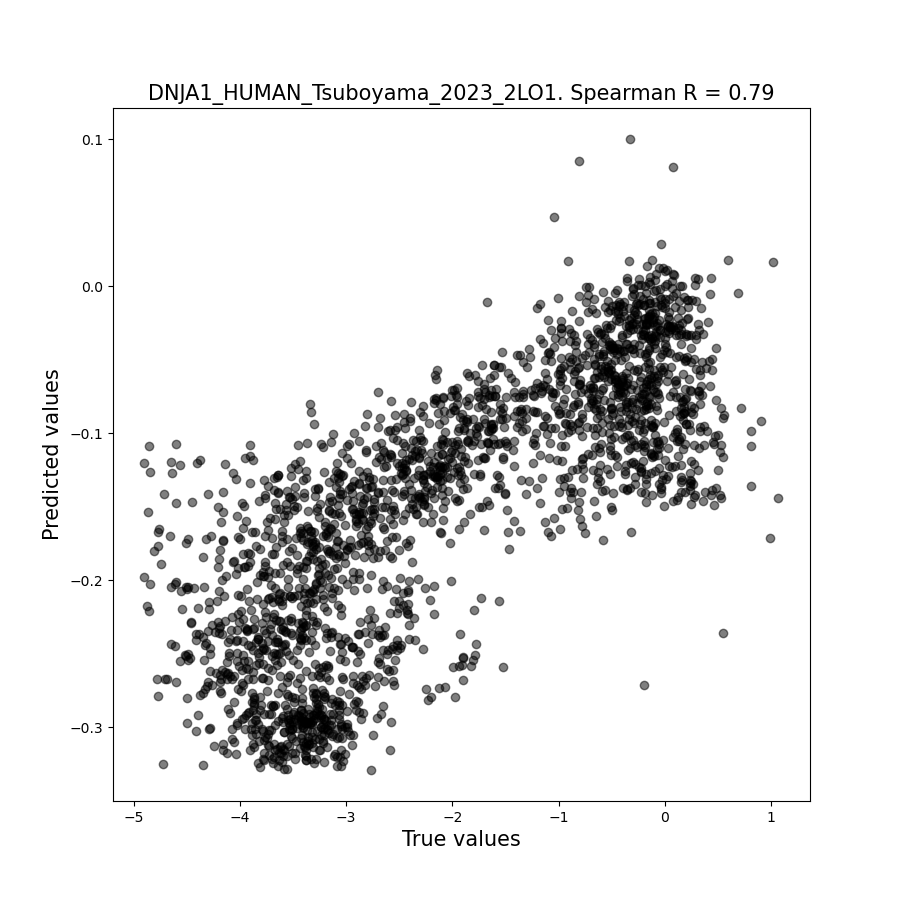 DNJA1_HUMAN_Tsuboyama_2023_2LO1. Spearman R = 0.79
0.1
0.0
−0.1
−0.2
−0.3
Predicted values
−5 −4 −3 −2 −1 0 1
True values